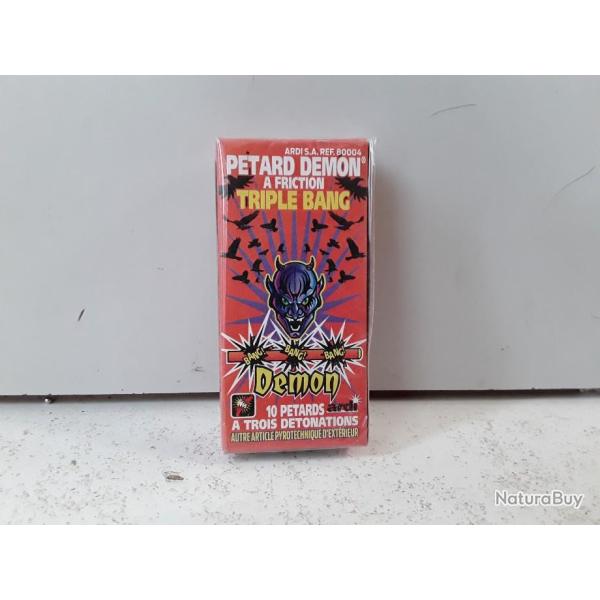 ARDI S.A. REF. 80004
PETARD DEMON®
A FRICTION
TRIPLE BANG
BANG! BANG! BANG!
Demon
10 PETARDS ardi
A TROIS DETONATIONS
AUTRE ARTICLE PYROTECHNIQUE D'EXTÉRIEUR
NaturaBuy